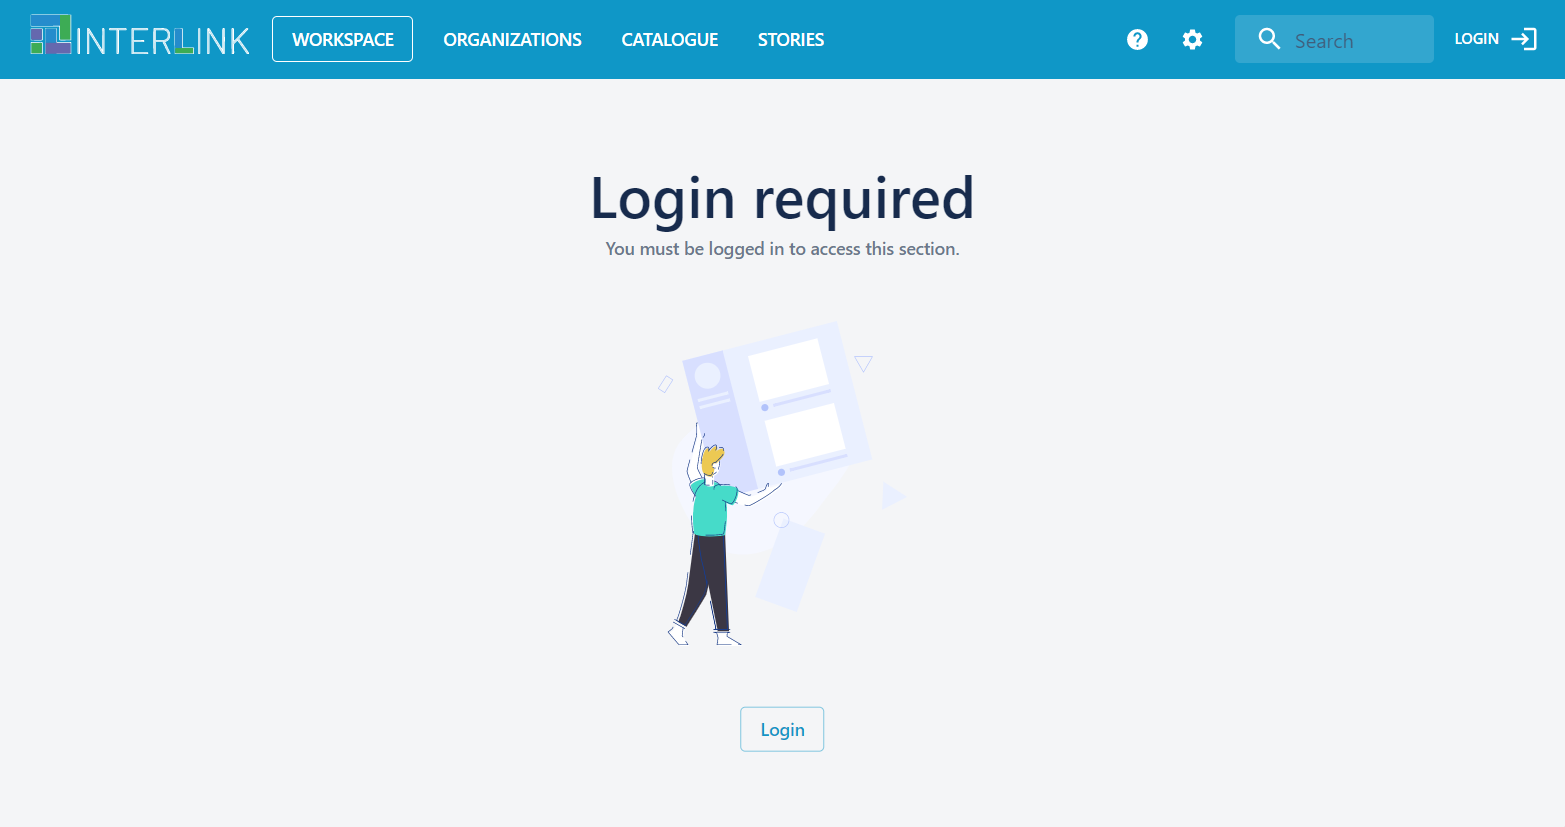 INTERLINK WORKSPACE ORGANIZATIONS CATALOGUE STORIES Search LOGIN
Login required
You must be logged in to access this section.
Login